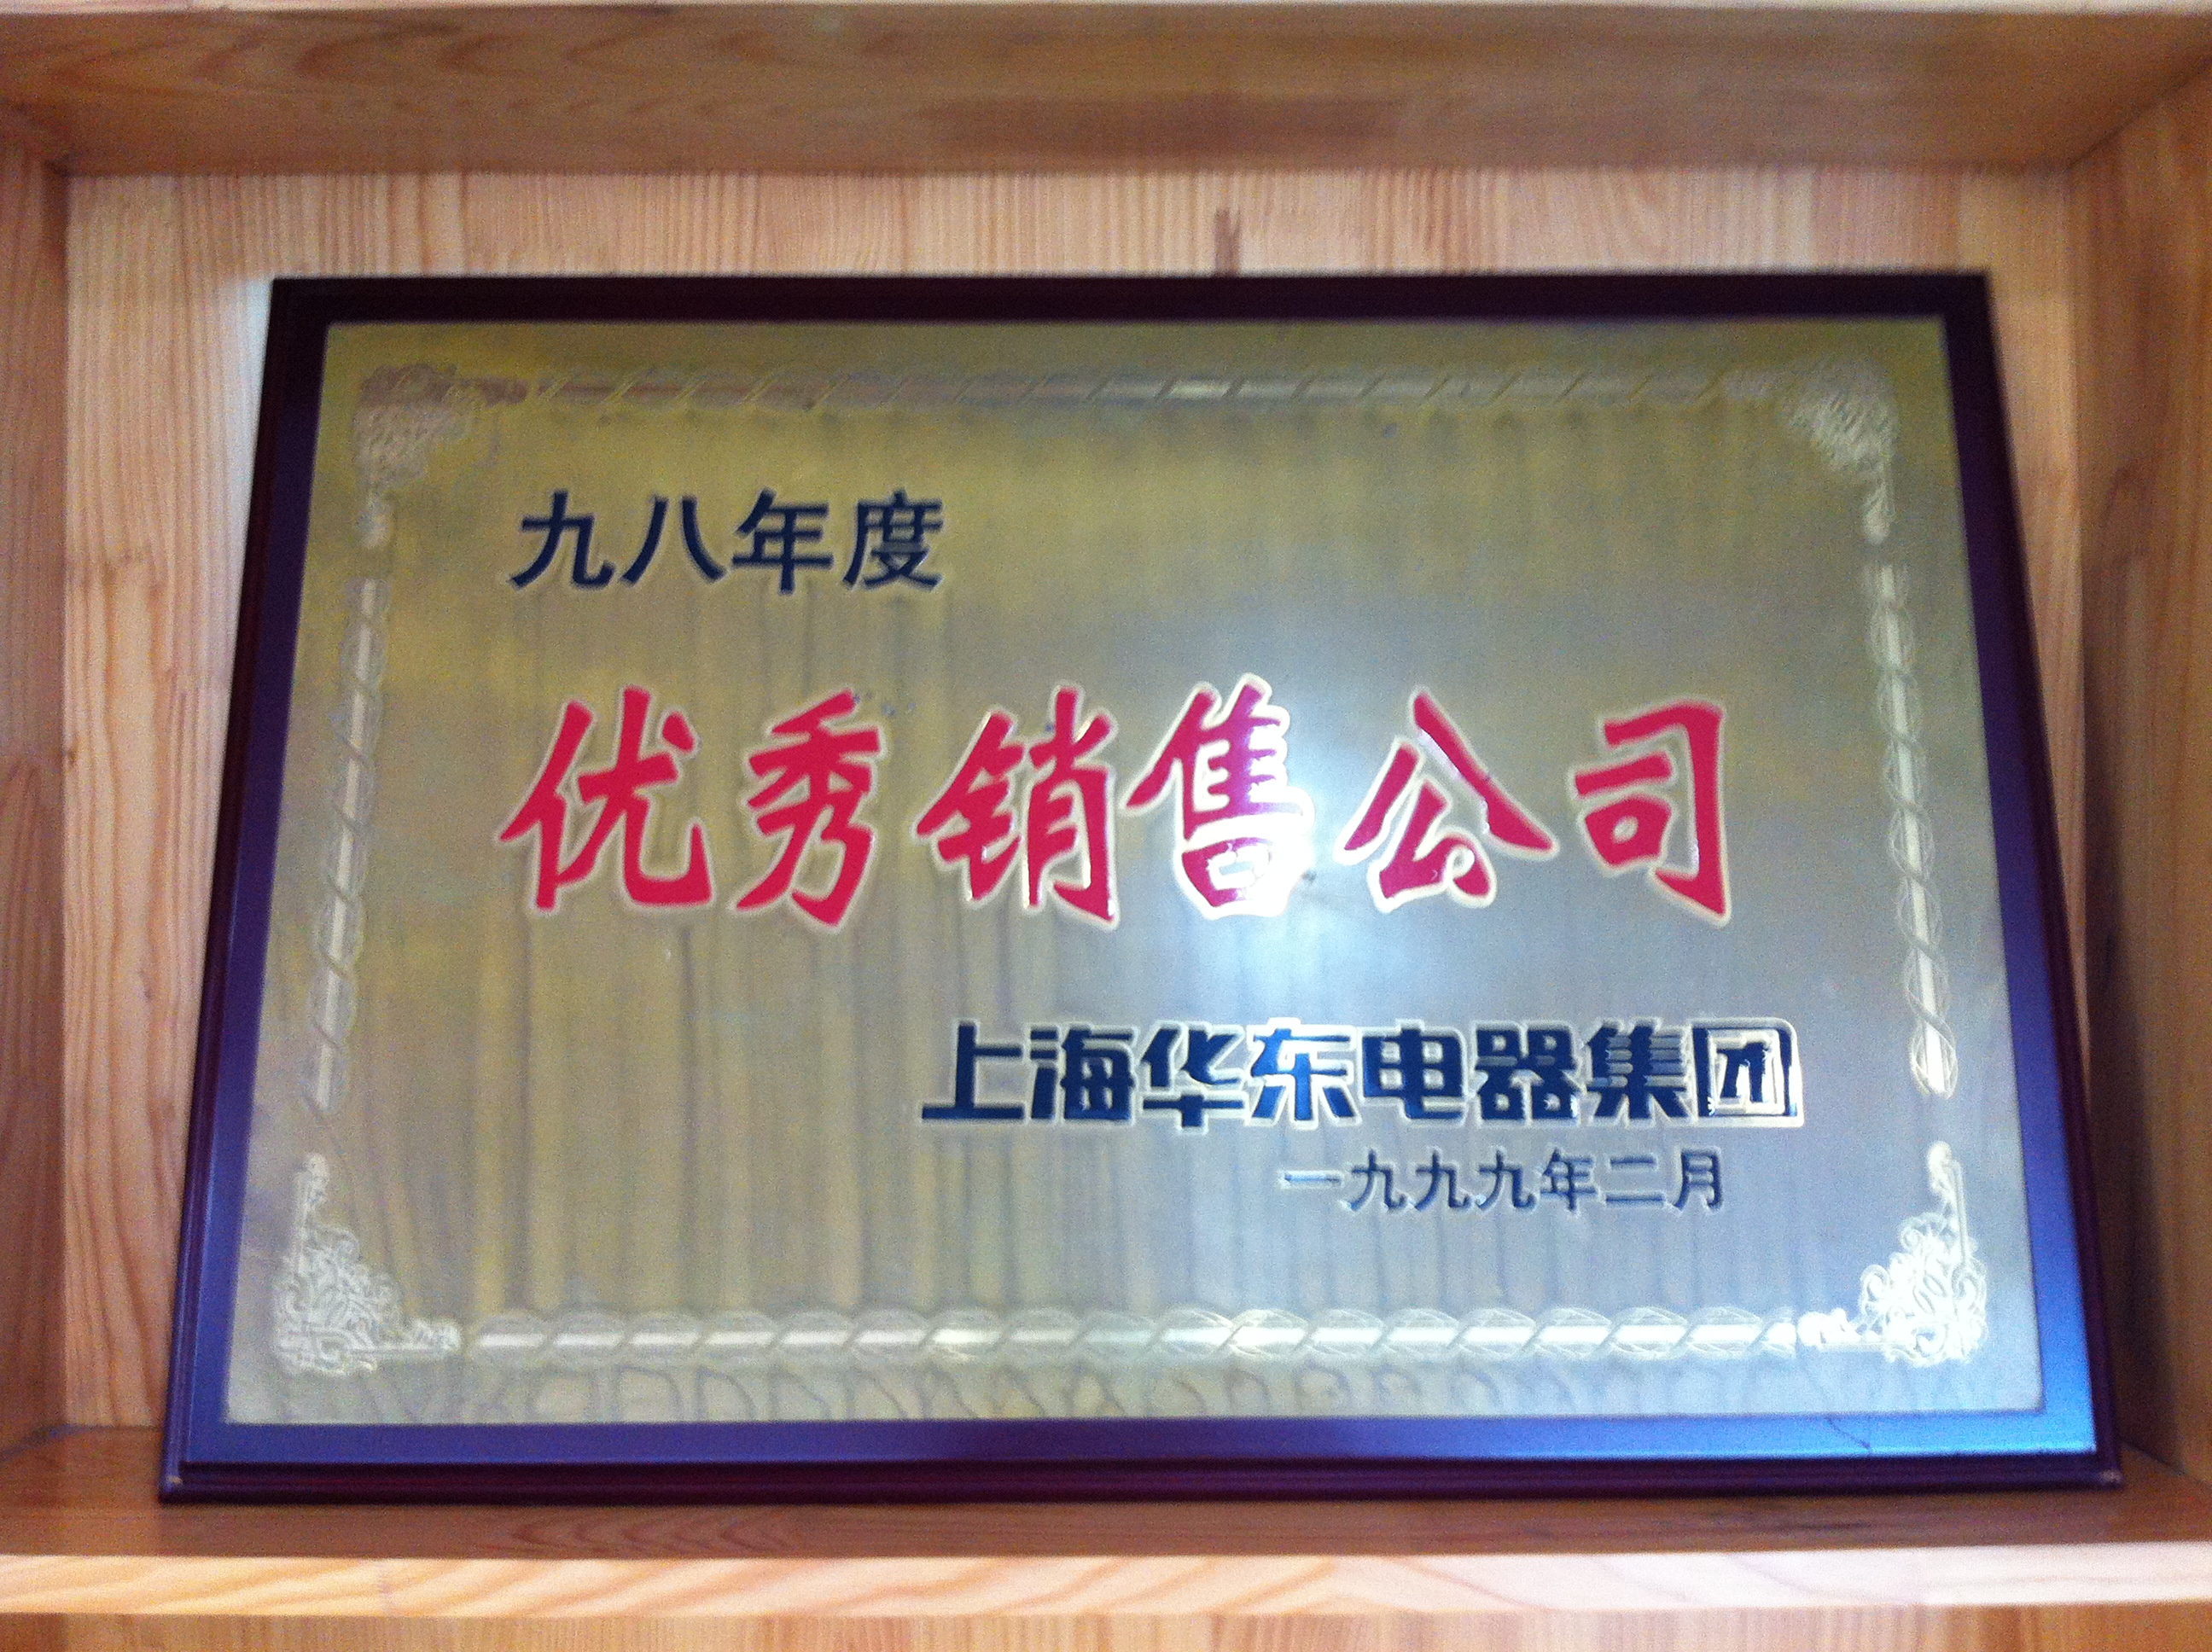 九八年度
优秀销售公司
上海华东电器集团
一九九九年二月